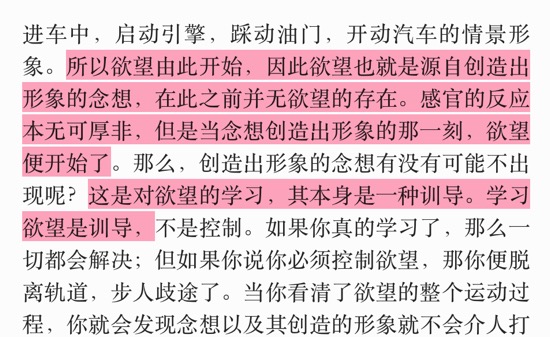 进车中，启动引擎，踩动油门，开动汽车的情景形
象。所以欲望由此开始，因此欲望也就是源自创造出
形象的念想，在此之前并无欲望的存在。感官的反应
本无可厚非，但是当念想创造出形象的那一刻，欲望
便开始了。那么，创造出形象的念想有没有可能不出
现呢？这是对欲望的学习，其本身是一种训导。学习
欲望是训导，不是控制。如果你真的学习了，那么一
切都会解决；但如果你说你必须控制欲望，那你便脱
离轨道，步人歧途了。当你看清了欲望的整个运动过
程，你就会发现念想以及其创造的形象就不会介人打